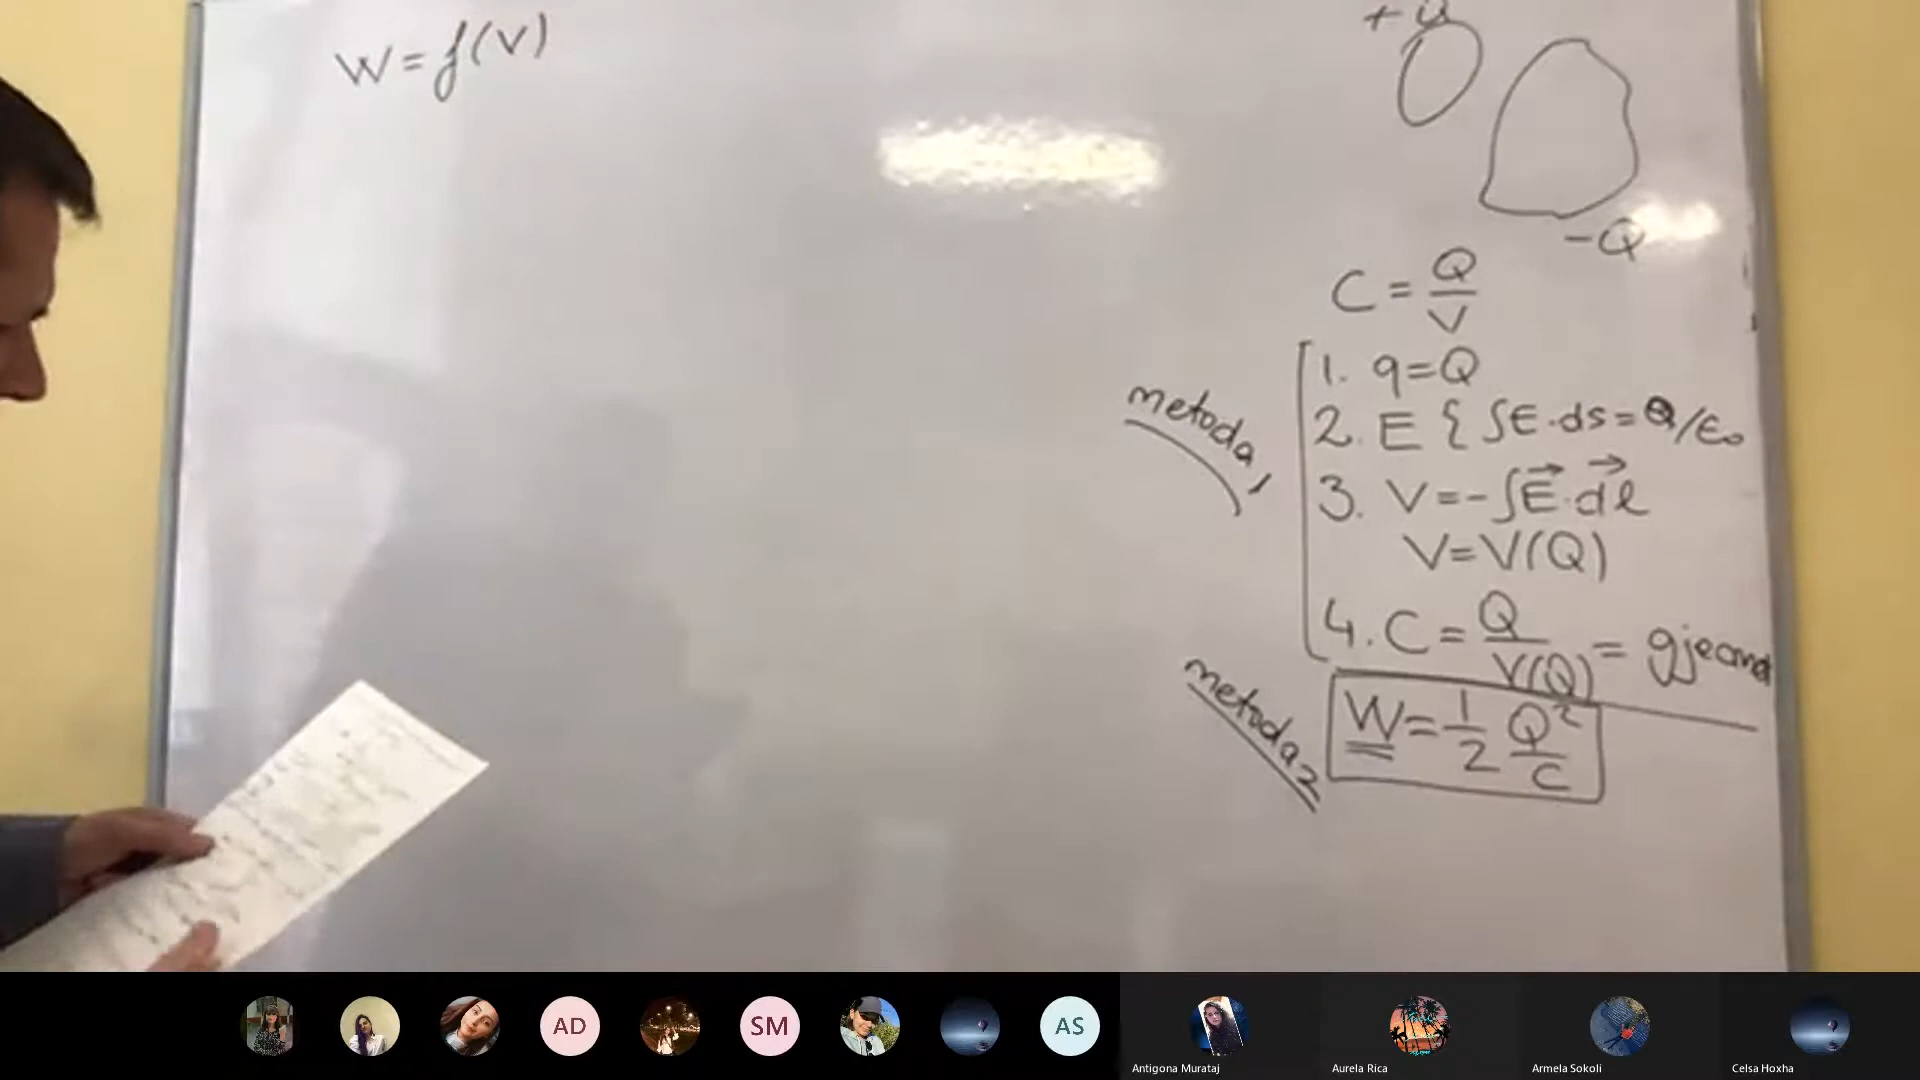 W = f(V)
+Q
-Q
C = Q/V
metoda 1
1. q = Q
2. E { ∫E·ds = Q/ε₀
3. V = -∫E⃗·dl⃗
V = V(Q)
4. C = Q/V(Q) = gjeome
metoda 2
W = 1/2 Q²/C
AD
SM
AS
Antigona Murataj
Aurela Rica
Armela Sokoli
Celsa Hoxha